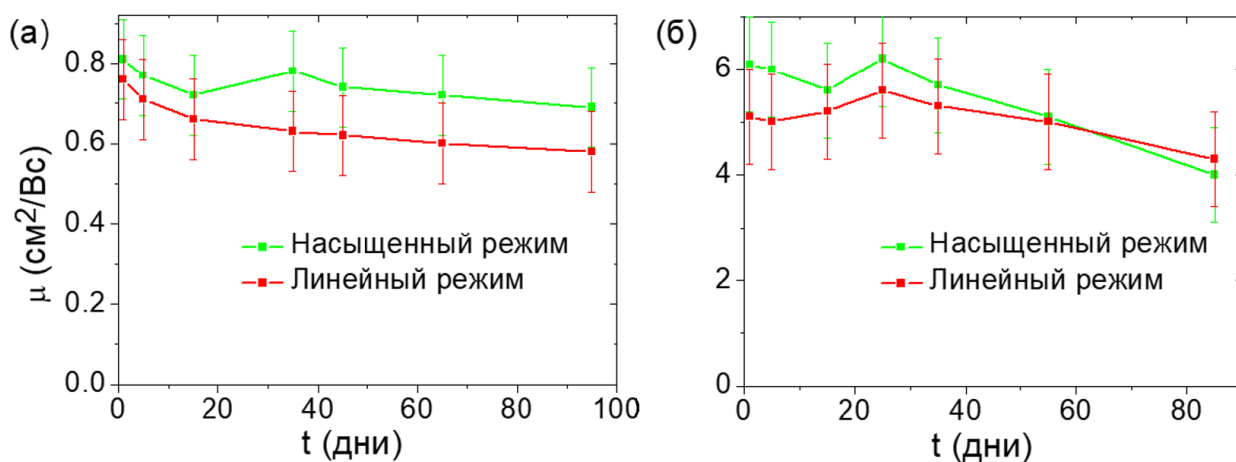 (а)
μ (см²/Вс)
0.8
0.6
0.4
0.2
0.0
Насыщенный режим
Линейный режим
0 20 40 60 80 100
t (дни)
(б)
6
4
2
0
Насыщенный режим
Линейный режим
0 20 40 60 80
t (дни)